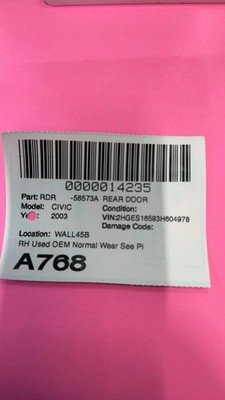 0000014235
Part: RDR -58573A REAR DOOR
Model: CIVIC Condition:
2003 VIN:2HGES16593H604978
Damage Code:
Location: WALL45B
RH Used OEM Normal Wear See Pi
A768